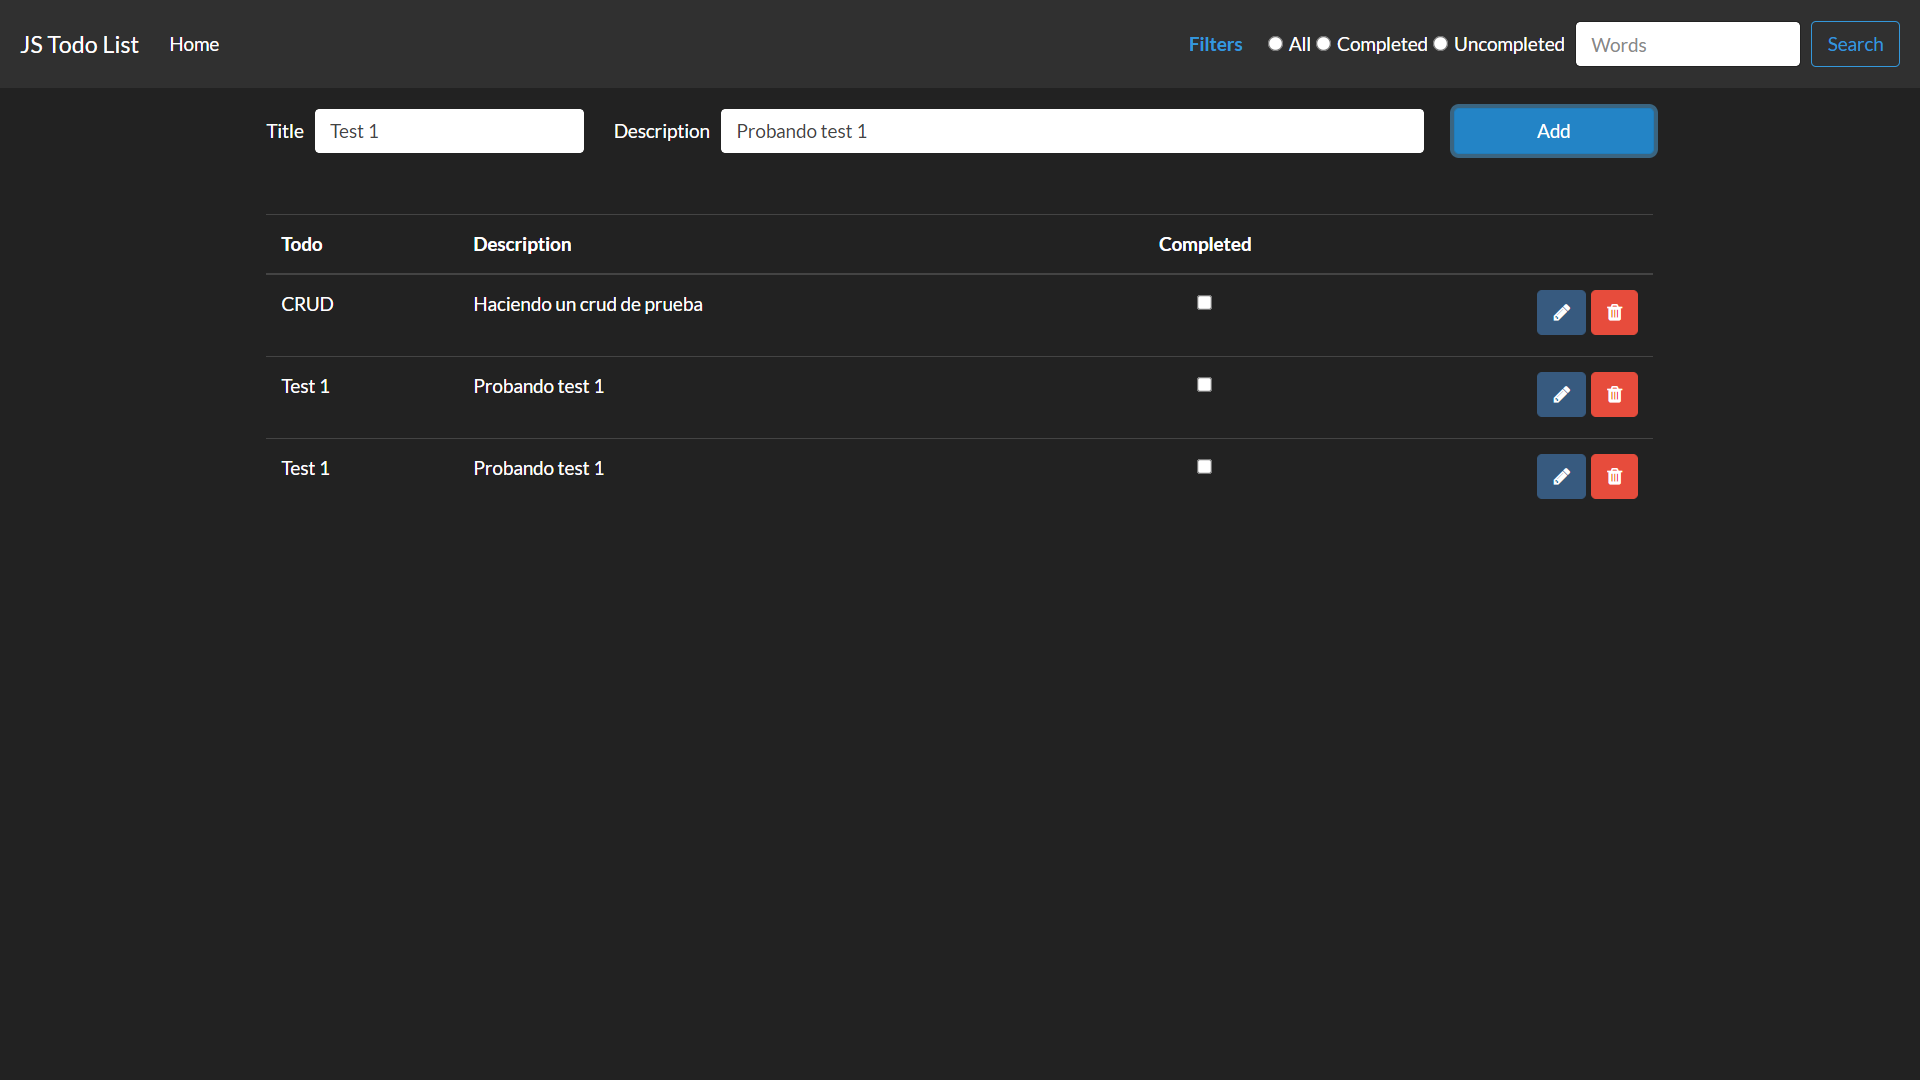 JS Todo List Home Filters All Completed Uncompleted Words Search
Title Test 1 Description Probando test 1 Add
Todo Description Completed
CRUD Haciendo un crud de prueba
Test 1 Probando test 1
Test 1 Probando test 1